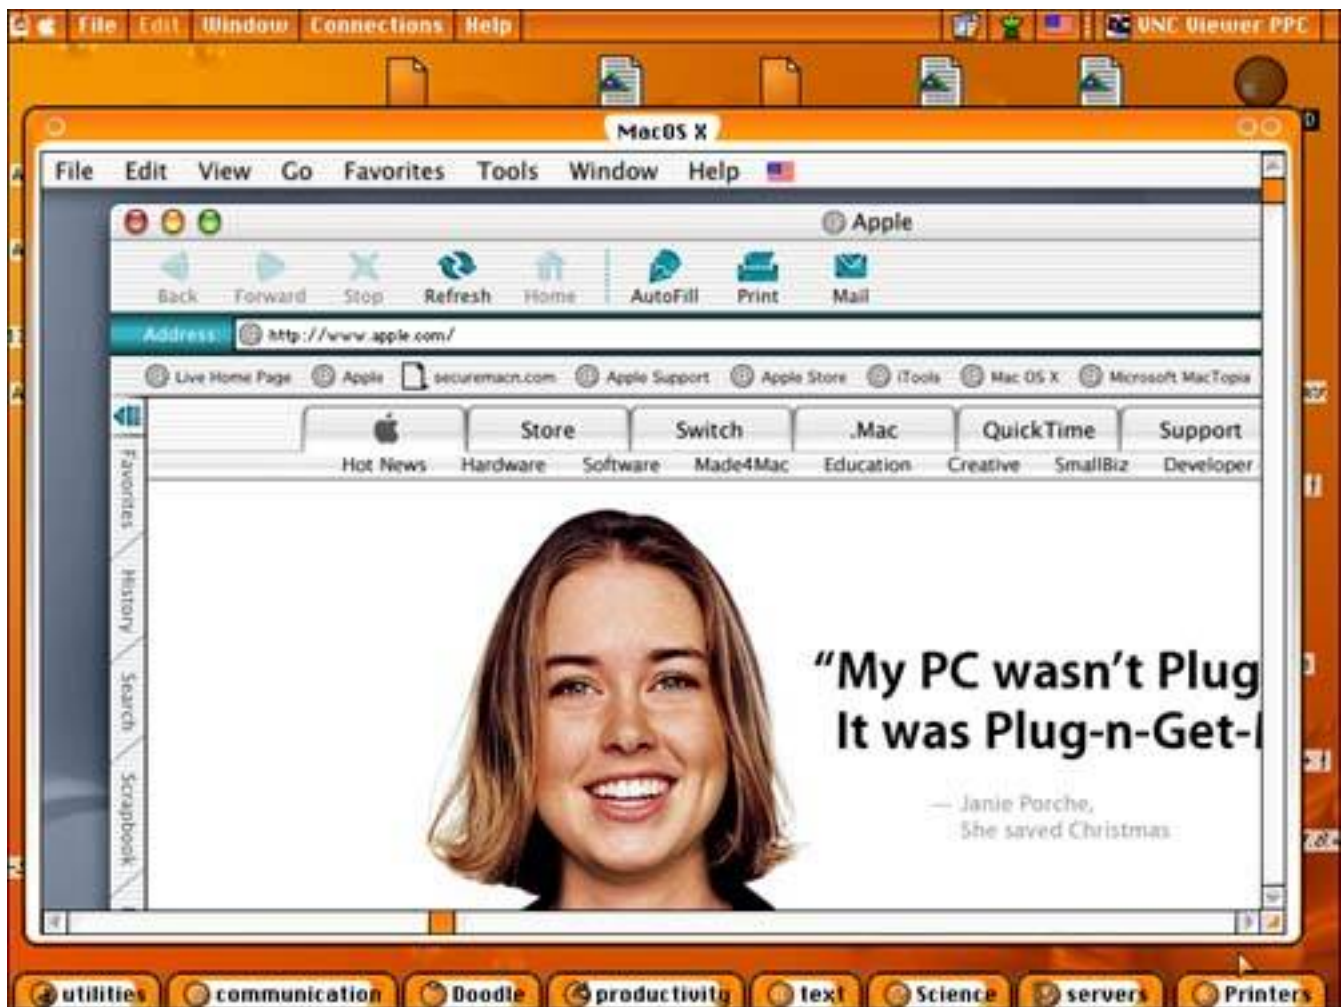 File Edit Window Connections Help VNC Viewer PPC
MacOS X
File Edit View Go Favorites Tools Window Help
Apple
Back Forward Stop Refresh Home AutoFill Print Mail
Address: http://www.apple.com/
Live Home Page Apple securemacn.com Apple Support Apple Store iTools Mac OS X Microsoft MacTopia
Store Switch .Mac QuickTime Support
Hot News Hardware Software Made4Mac Education Creative SmallBiz Developer
Favorites
History
Search
Scrapbook
“My PC wasn’t Plug
It was Plug-n-Get-
— Janie Porche,
She saved Christmas
utilities communication Doodle productivity text Science servers Printers